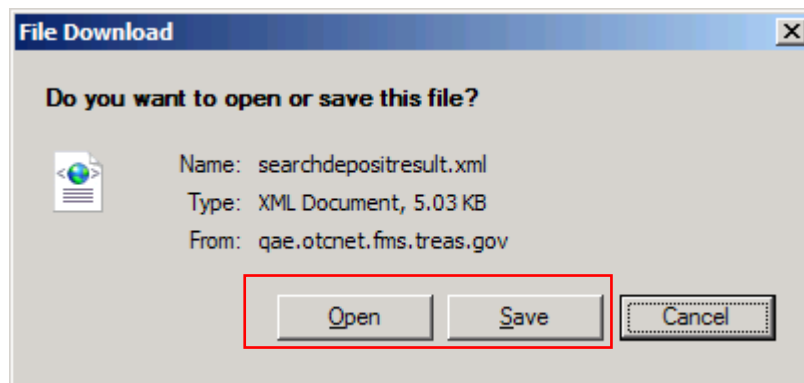 File Download
Do you want to open or save this file?
Name: searchdepositresult.xml
Type: XML Document, 5.03 KB
From: qae.otcnet.fms.treas.gov
Open Save Cancel